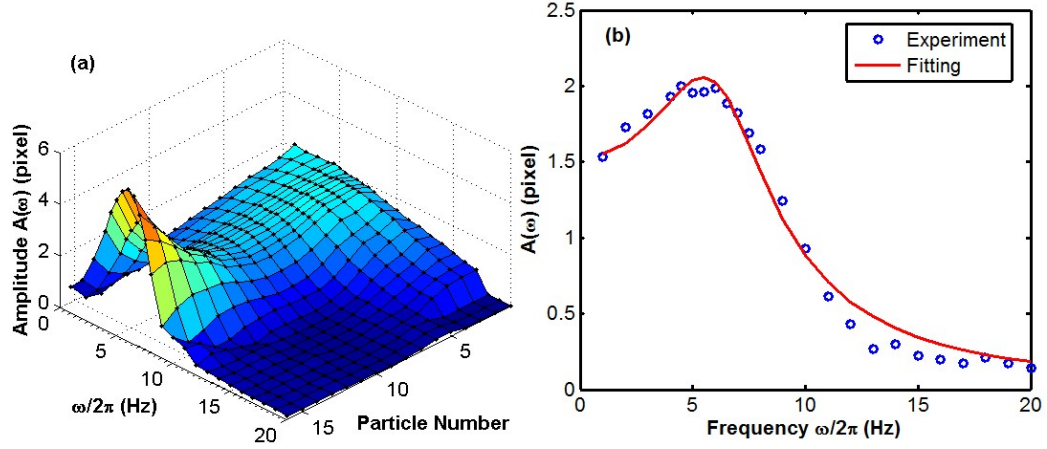 (a)
Amplitude A(ω) (pixel)
6
4
2
0
0
5
10
15
20
ω/2π (Hz)
15
10
5
Particle Number
(b)
Experiment
Fitting
A(ω) (pixel)
2.5
2
1.5
1
0.5
0
0
5
10
15
20
Frequency ω/2π (Hz)